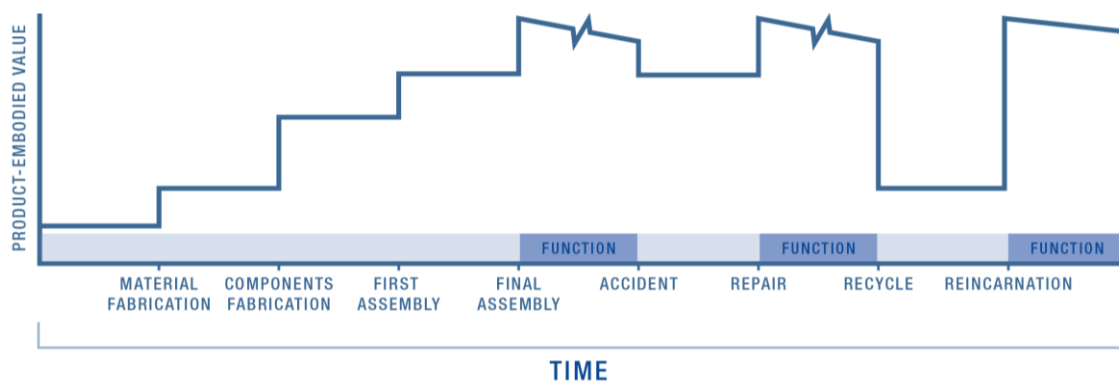 PRODUCT-EMBODIED VALUE
FUNCTION
FUNCTION
FUNCTION
MATERIAL
FABRICATION
COMPONENTS
FABRICATION
FIRST
ASSEMBLY
FINAL
ASSEMBLY
ACCIDENT
REPAIR
RECYCLE
REINCARNATION
TIME